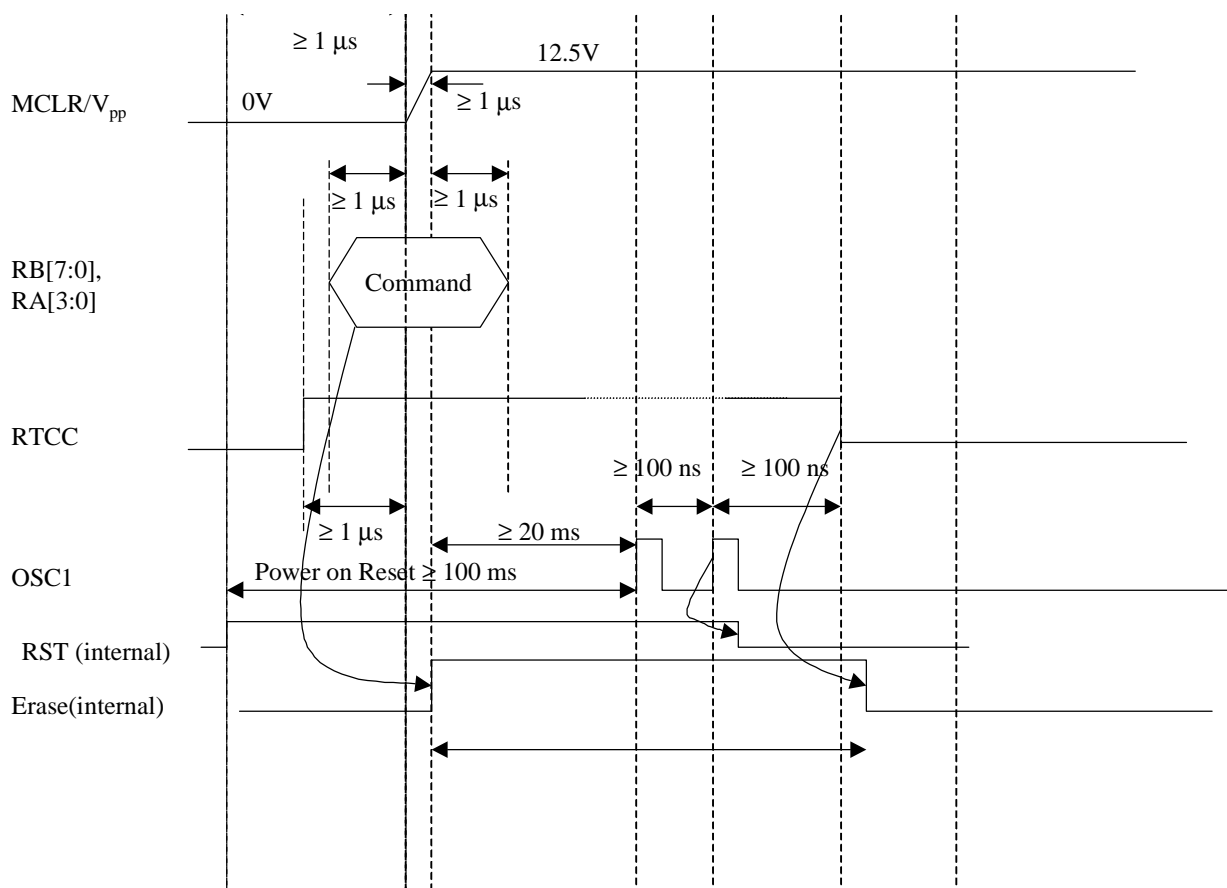 ≥ 1 μs
12.5V
MCLR/Vpp
0V
≥ 1 μs
≥ 1 μs
≥ 1 μs
RB[7:0],
RA[3:0]
Command
RTCC
≥ 100 ns
≥ 100 ns
≥ 1 μs
≥ 20 ms
OSC1
Power on Reset ≥ 100 ms
RST (internal)
Erase(internal)